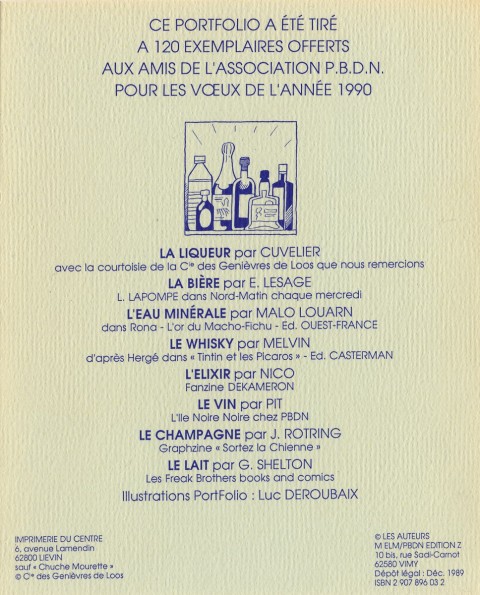 CE PORTFOLIO A ÉTÉ TIRÉ
A 120 EXEMPLAIRES OFFERTS
AUX AMIS DE L'ASSOCIATION P.B.D.N.
POUR LES VŒUX DE L'ANNÉE 1990
LA LIQUEUR par CUVELIER
avec la courtoisie de la Cie des Genièvres de Loos que nous remercions
LA BIÈRE par E. LESAGE
L. LAPOMPE dans Nord-Matin chaque mercredi
L'EAU MINÉRALE par MALO LOUARN
dans Rona - L'or du Macho-Fichu - Ed. OUEST-FRANCE
LE WHISKY par MELVIN
d'après Hergé dans « Tintin et les Picaros » - Ed. CASTERMAN
L'ELIXIR par NICO
Fanzine DEKAMERON
LE VIN par PIT
L'Ile Noire Noire chez PBDN
LE CHAMPAGNE par J. ROTRING
Graphzine « Sortez la Chienne »
LE LAIT par G. SHELTON
Les Freak Brothers books and comics
Illustrations PortFolio : Luc DEROUBAIX
IMPRIMERIE DU CENTRE
6, avenue Lamendin
62800 LIEVIN
sauf « Chuche Mourette »
© Cie des Genièvres de Loos
© LES AUTEURS
M ELM/PBDN EDITION Z
10 bis, rue Sadi-Carnot
62580 VIMY
Dépôt légal : Déc. 1989
ISBN 2 907 896 03 2